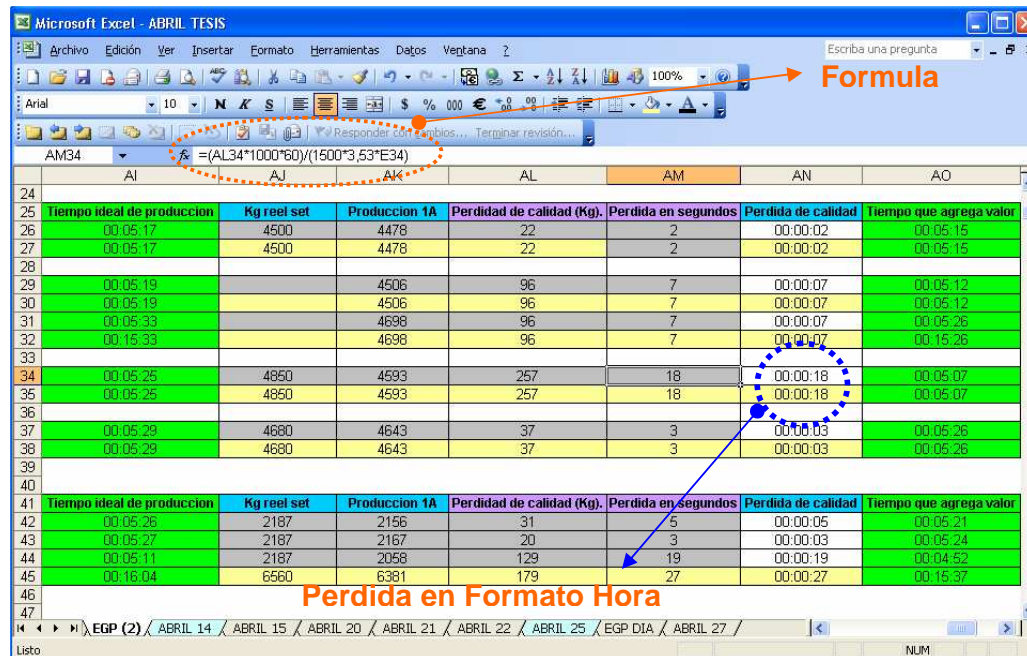 Microsoft Excel - ABRIL TESIS
Archivo Edición Ver Insertar Formato Herramientas Datos Ventana ? Escriba una pregunta
100%
Formula
Arial 10 N K S $ % 000 €
Responder con cambios... Terminar revisión...
AM34 fx =(AL34*1000*60)/(1500*3,53*E34)
AI AJ AK AL AM AN AO
24
25 Tiempo ideal de produccion Kg reel set Produccion 1A Perdidad de calidad (Kg). Perdida en segundos Perdida de calidad Tiempo que agrega valor
26 00:05:17 4500 4478 22 2 00:00:02 00:05:15
27 00:05:17 4500 4478 22 2 00:00:02 00:05:15
28
29 00:05:19 4506 96 7 00:00:07 00:05:12
30 00:05:19 4506 96 7 00:00:07 00:05:12
31 00:05:33 4698 96 7 00:00:07 00:05:26
32 00:15:33 4698 96 7 00:00:07 00:15:26
33
34 00:05:25 4850 4593 257 18 00:00:18 00:05:07
35 00:05:25 4850 4593 257 18 00:00:18 00:05:07
36
37 00:05:29 4680 4643 37 3 00:00:03 00:05:26
38 00:05:29 4680 4643 37 3 00:00:03 00:05:26
39
40
41 Tiempo ideal de produccion Kg reel set Produccion 1A Perdidad de calidad (Kg). Perdida en segundos Perdida de calidad Tiempo que agrega valor
42 00:05:26 2187 2156 31 5 00:00:05 00:05:21
43 00:05:27 2187 2167 20 3 00:00:03 00:05:24
44 00:05:11 2187 2058 129 19 00:00:19 00:04:52
45 00:16:04 6560 6381 179 27 00:00:27 00:15:37
46
Perdida en Formato Hora
47
EGP (2) ABRIL 14 ABRIL 15 ABRIL 20 ABRIL 21 ABRIL 22 ABRIL 25 EGP DIA ABRIL 27
Listo NUM